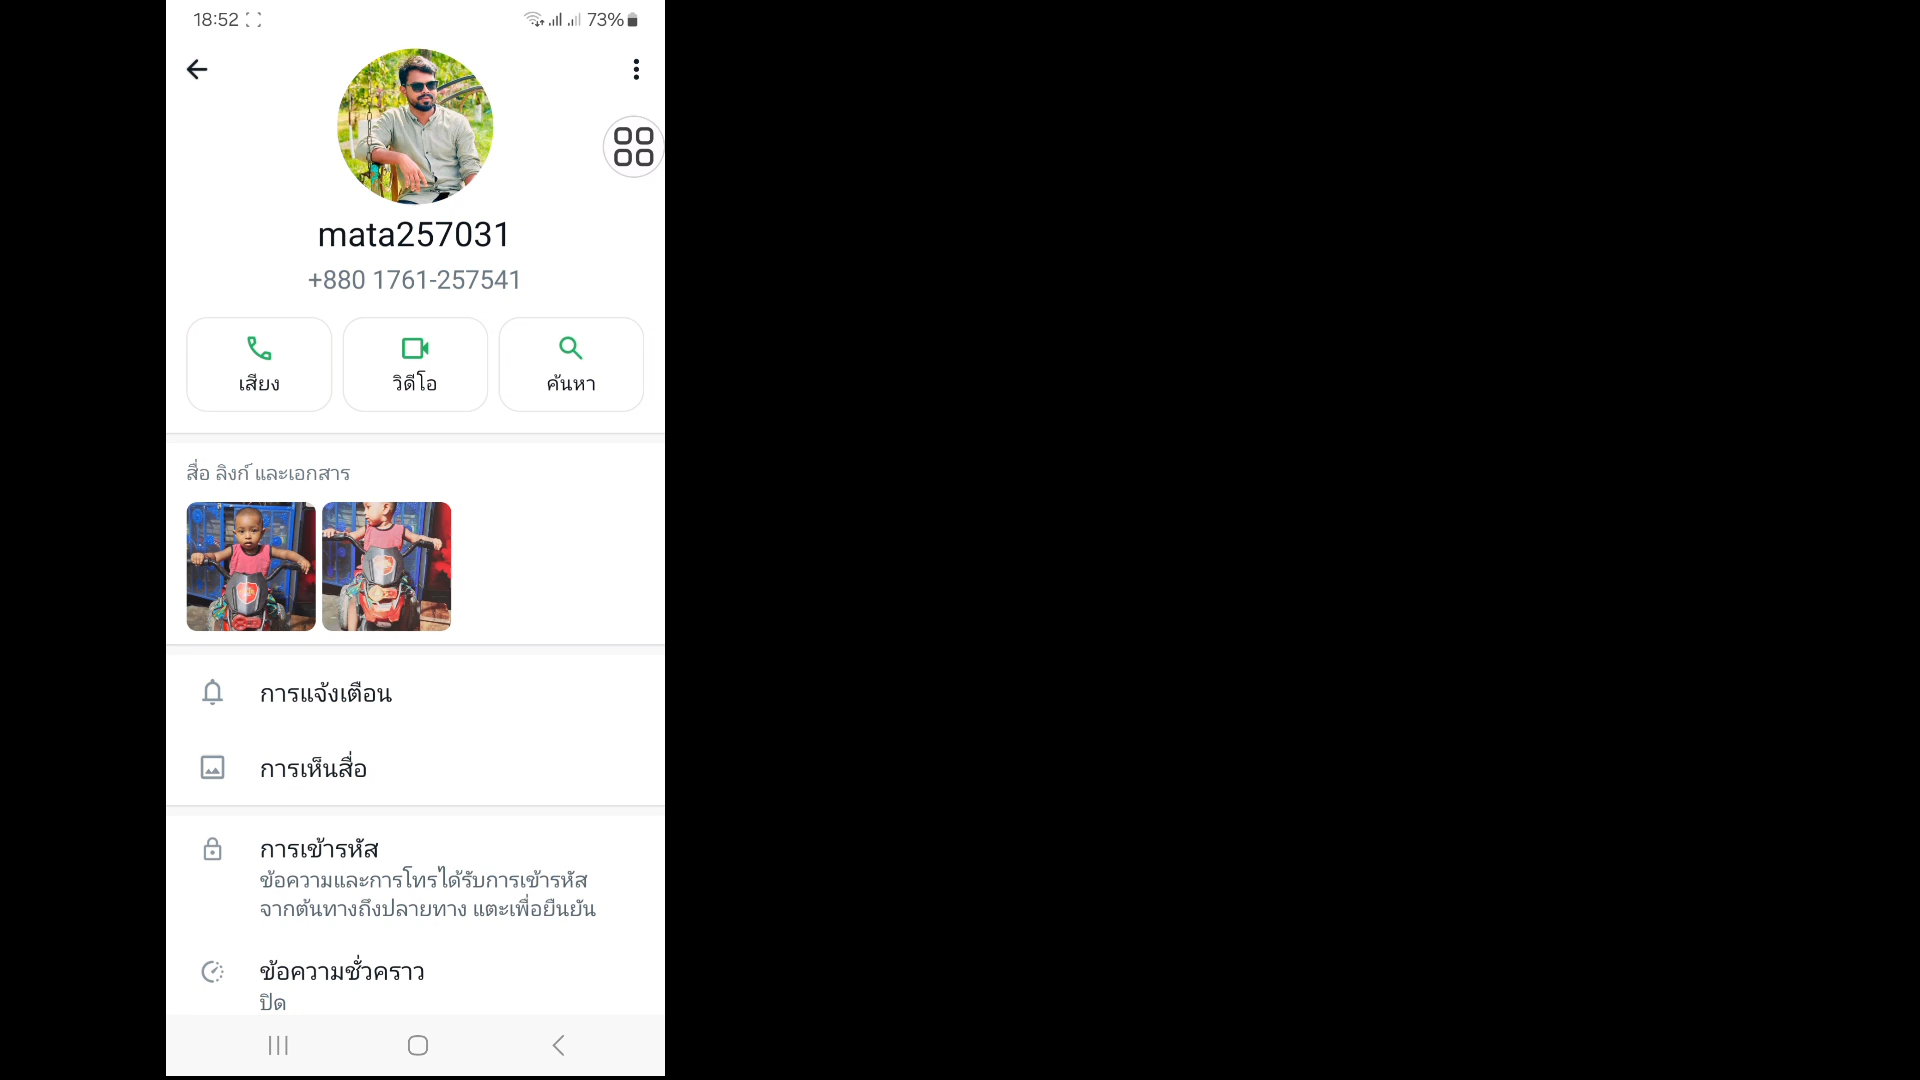 18:52
73%
mata257031
+880 1761-257541
เสียง
วิดีโอ
ค้นหา
สื่อ ลิงก์ และเอกสาร
การแจ้งเตือน
การเห็นสื่อ
การเข้ารหัส
ข้อความและการโทรได้รับการเข้ารหัส
จากต้นทางถึงปลายทาง แตะเพื่อยืนยัน
ข้อความชั่วคราว
ปิด